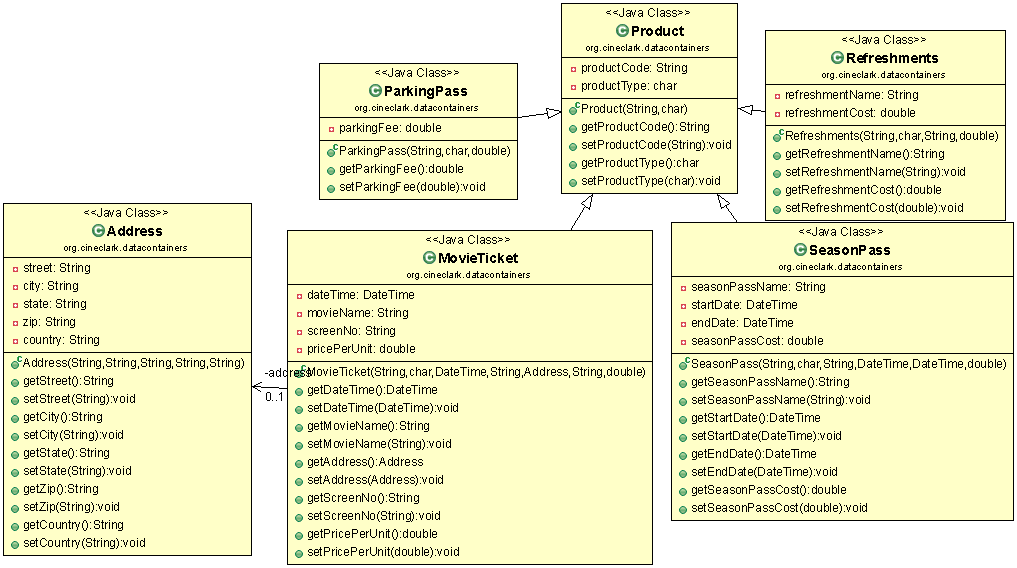 <<Java Class>>
Product
org.cineclark.datacontainers
productCode: String
productType: char
Product(String,char)
getProductCode():String
setProductCode(String):void
getProductType():char
setProductType(char):void
<<Java Class>>
Refreshments
org.cineclark.datacontainers
refreshmentName: String
refreshmentCost: double
Refreshments(String,char,String,double)
getRefreshmentName():String
setRefreshmentName(String):void
getRefreshmentCost():double
setRefreshmentCost(double):void
<<Java Class>>
ParkingPass
org.cineclark.datacontainers
parkingFee: double
ParkingPass(String,char,double)
getParkingFee():double
setParkingFee(double):void
<<Java Class>>
Address
org.cineclark.datacontainers
street: String
city: String
state: String
zip: String
country: String
Address(String,String,String,String,String)
getStreet():String
setStreet(String):void
getCity():String
setCity(String):void
getState():String
setState(String):void
getZip():String
setZip(String):void
getCountry():String
setCountry(String):void
-address
0..1
<<Java Class>>
MovieTicket
org.cineclark.datacontainers
dateTime: DateTime
movieName: String
screenNo: String
pricePerUnit: double
MovieTicket(String,char,DateTime,String,Address,String,double)
getDateTime():DateTime
setDateTime(DateTime):void
getMovieName():String
setMovieName(String):void
getAddress():Address
setAddress(Address):void
getScreenNo():String
setScreenNo(String):void
getPricePerUnit():double
setPricePerUnit(double):void
<<Java Class>>
SeasonPass
org.cineclark.datacontainers
seasonPassName: String
startDate: DateTime
endDate: DateTime
seasonPassCost: double
SeasonPass(String,char,String,DateTime,DateTime,double)
getSeasonPassName():String
setSeasonPassName(String):void
getStartDate():DateTime
setStartDate(DateTime):void
getEndDate():DateTime
setEndDate(DateTime):void
getSeasonPassCost():double
setSeasonPassCost(double):void